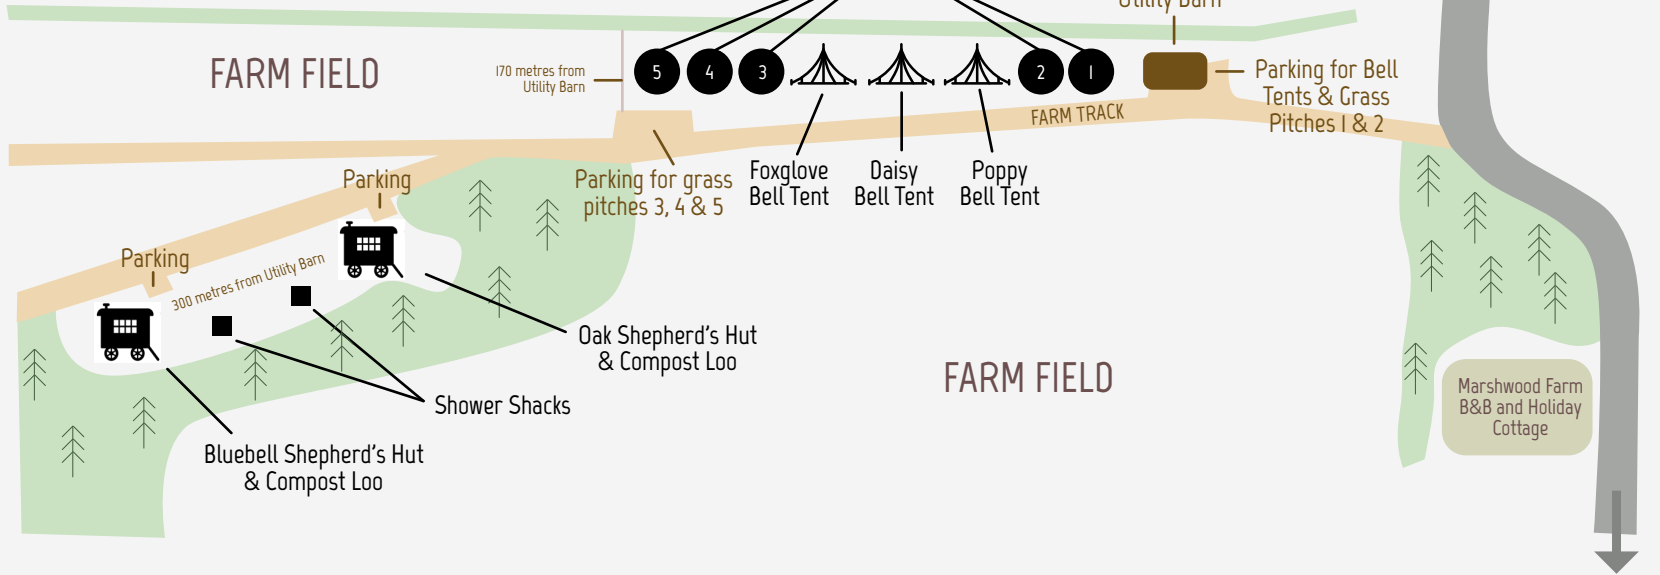 Utility Barn
FARM FIELD
170 metres from
Utility Barn
5
4
3
2
1
Parking for Bell
Tents & Grass
Pitches 1 & 2
FARM TRACK
Foxglove
Bell Tent
Daisy
Bell Tent
Poppy
Bell Tent
Parking for grass
pitches 3, 4 & 5
Parking
Parking
300 metres from Utility Barn
Oak Shepherd's Hut
& Compost Loo
FARM FIELD
Marshwood Farm
B&B and Holiday
Cottage
Shower Shacks
Bluebell Shepherd's Hut
& Compost Loo